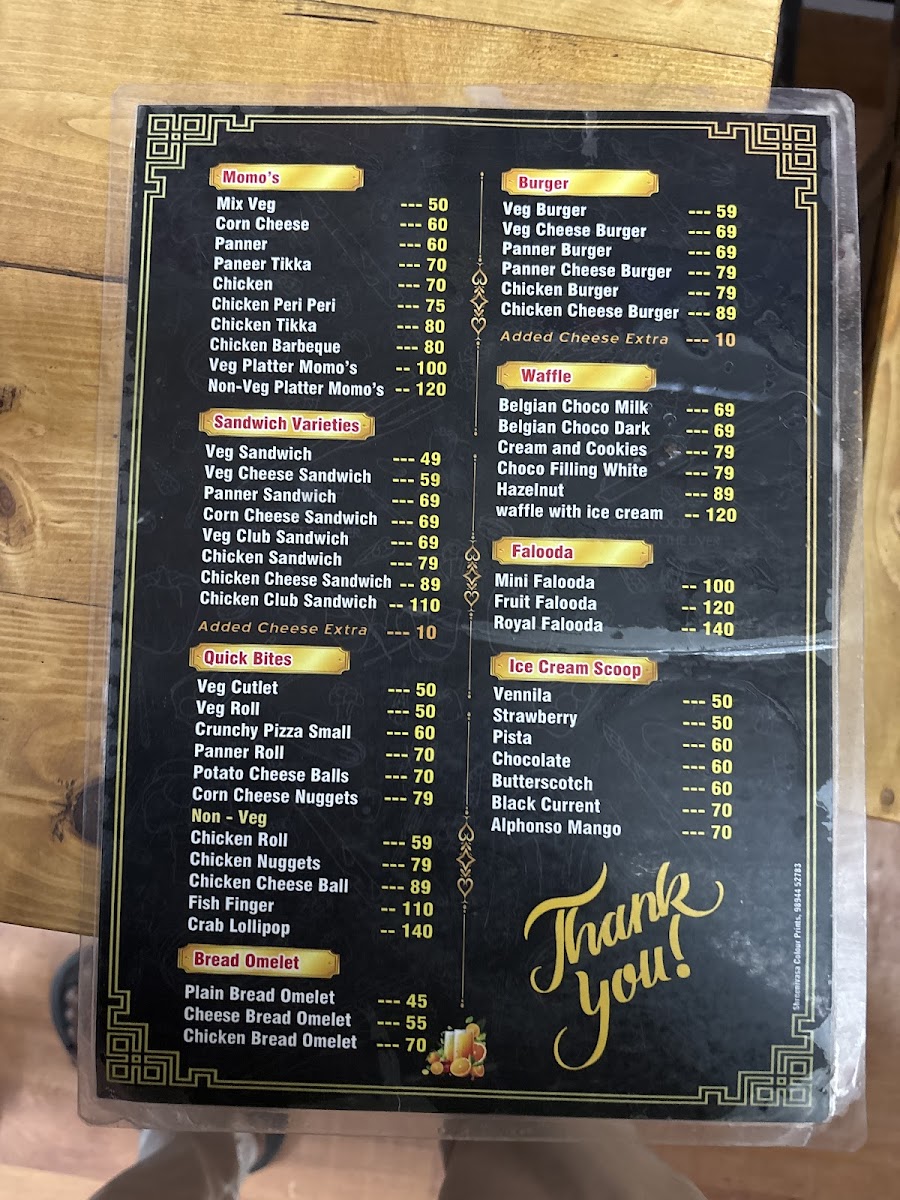 Momo's
Mix Veg --- 50
Corn Cheese --- 60
Panner --- 60
Paneer Tikka --- 70
Chicken --- 70
Chicken Peri Peri --- 75
Chicken Tikka --- 80
Chicken Barbeque --- 80
Veg Platter Momo's -- 100
Non-Veg Platter Momo's -- 120
Sandwich Varieties
Veg Sandwich --- 49
Veg Cheese Sandwich --- 59
Panner Sandwich --- 69
Corn Cheese Sandwich --- 69
Veg Club Sandwich --- 69
Chicken Sandwich --- 79
Chicken Cheese Sandwich -- 89
Chicken Club Sandwich -- 110
Added Cheese Extra --- 10
Quick Bites
Veg Cutlet --- 50
Veg Roll --- 50
Crunchy Pizza Small --- 60
Panner Roll --- 70
Potato Cheese Balls --- 70
Corn Cheese Nuggets --- 79
Non - Veg
Chicken Roll --- 59
Chicken Nuggets --- 79
Chicken Cheese Ball --- 89
Fish Finger -- 110
Crab Lollipop -- 140
Bread Omelet
Plain Bread Omelet --- 45
Cheese Bread Omelet --- 55
Chicken Bread Omelet --- 70
Burger
Veg Burger --- 59
Veg Cheese Burger --- 69
Panner Burger --- 69
Panner Cheese Burger --- 79
Chicken Burger --- 79
Chicken Cheese Burger -- 89
Added Cheese Extra --- 10
Waffle
Belgian Choco Milk --- 69
Belgian Choco Dark --- 69
Cream and Cookies --- 79
Choco Filling White --- 79
Hazelnut --- 89
waffle with ice cream -- 120
Falooda
Mini Falooda -- 100
Fruit Falooda -- 120
Royal Falooda -- 140
Ice Cream Scoop
Vennila --- 50
Strawberry --- 50
Pista --- 60
Chocolate --- 60
Butterscotch --- 60
Black Current --- 70
Alphonso Mango --- 70
Thank
you!
Shreenivasa Colour Prints, 98944 52783